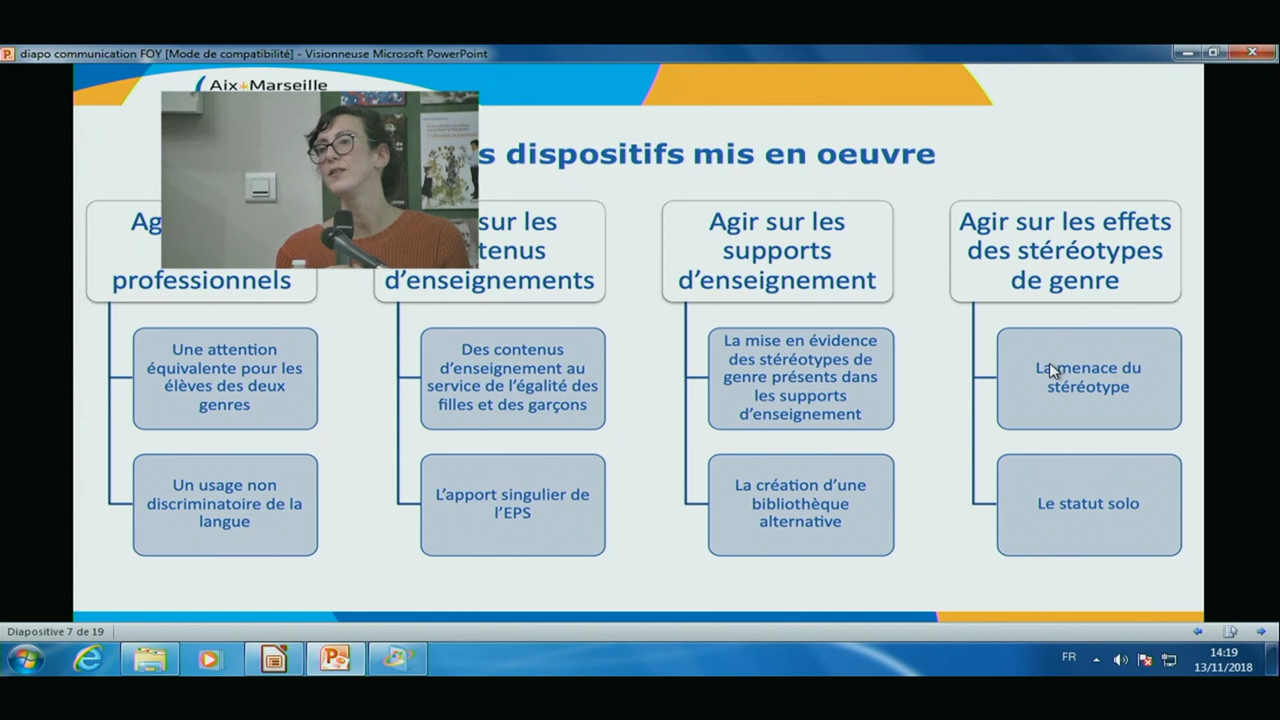 diapo communication FOY [Mode de compatibilité] - Visionneuse Microsoft PowerPoint
Aix✶Marseille
s dispositifs mis en oeuvre
Ag
professionnels
sur les
tenus
d'enseignements
Agir sur les
supports
d'enseignement
Agir sur les effets
des stéréotypes
de genre
Une attention
équivalente pour les
élèves des deux
genres
Des contenus
d'enseignement au
service de l'égalité des
filles et des garçons
La mise en évidence
des stéréotypes de
genre présents dans
les supports
d'enseignement
La menace du
stéréotype
Un usage non
discriminatoire de la
langue
L'apport singulier de
l'EPS
La création d'une
bibliothèque
alternative
Le statut solo
Diapositive 7 de 19
FR
14:19
13/11/2018